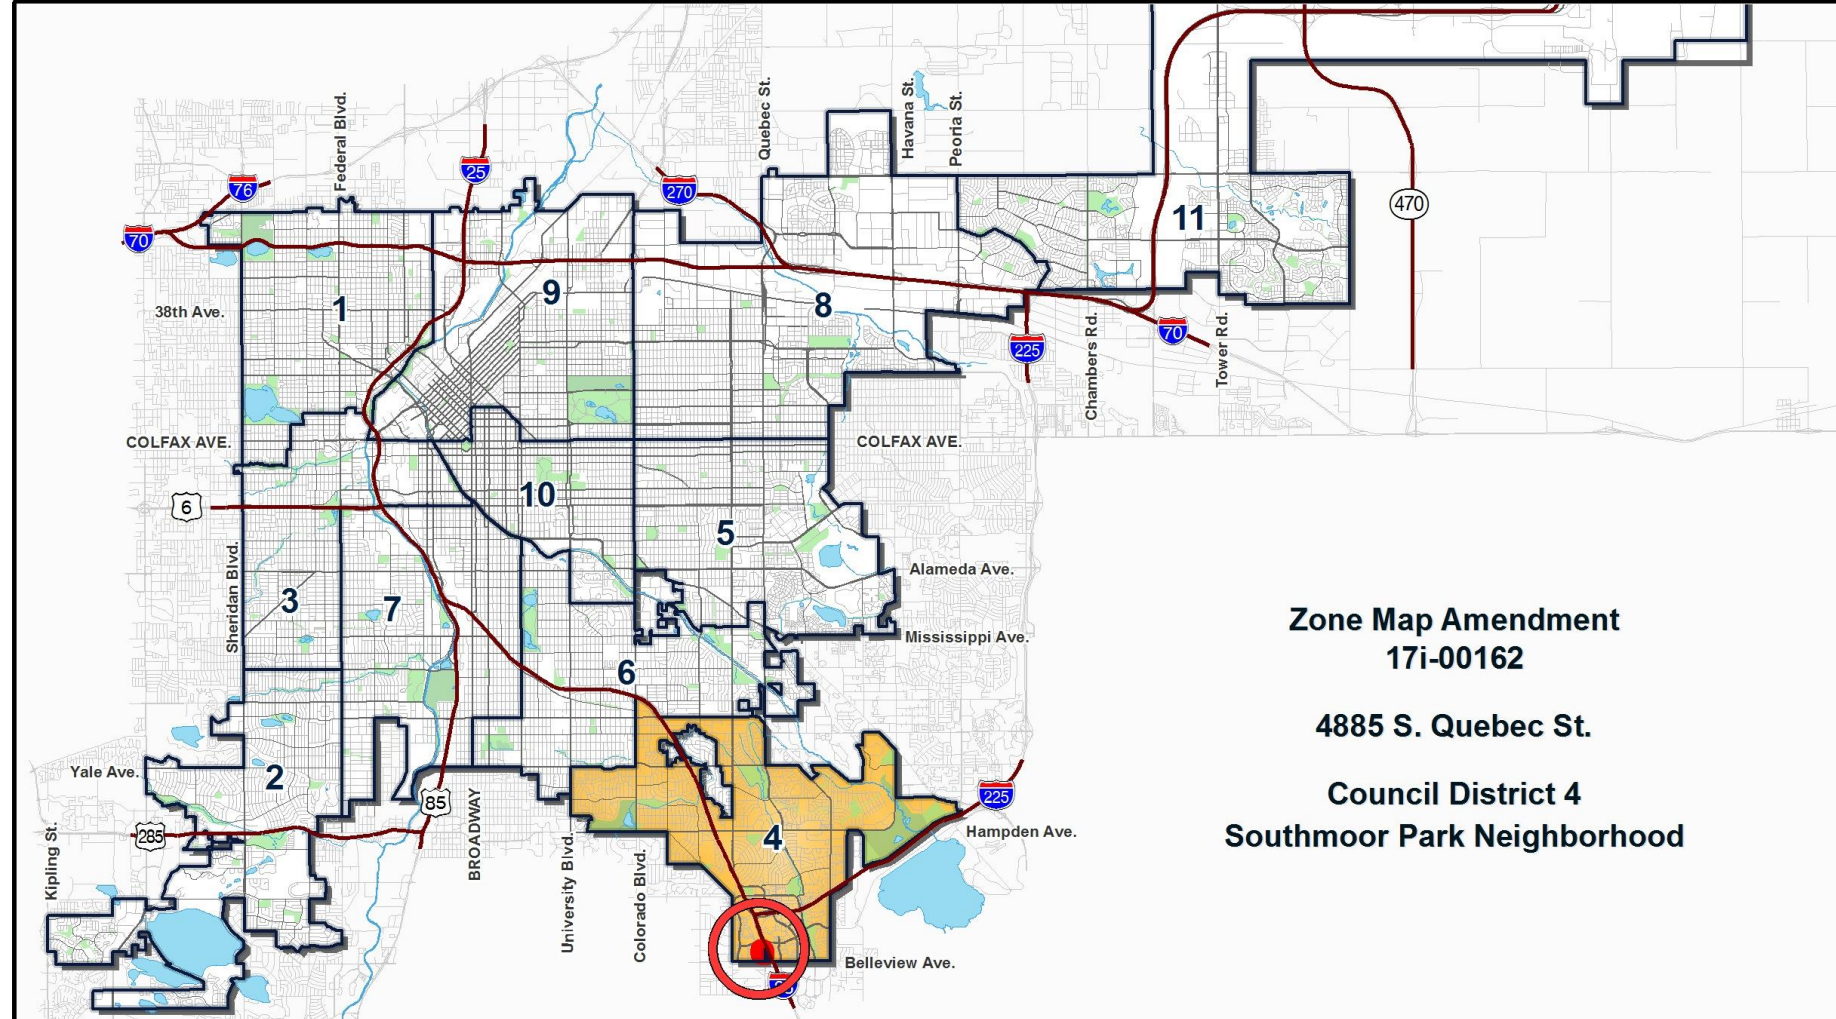 Federal Blvd.
Quebec St.
Havana St.
Peoria St.
25
76
270
70
470
11
9
1
8
38th Ave.
225
70
Chambers Rd.
Tower Rd.
COLFAX AVE.
COLFAX AVE.
10
6
5
Sheridan Blvd.
Alameda Ave.
3
7
Mississippi Ave.
6
Zone Map Amendment
17i-00162
4885 S. Quebec St.
Council District 4
Southmoor Park Neighborhood
Yale Ave.
2
85
225
285
4
Hampden Ave.
Kipling St.
BROADWAY
University Blvd.
Colorado Blvd.
Belleview Ave.